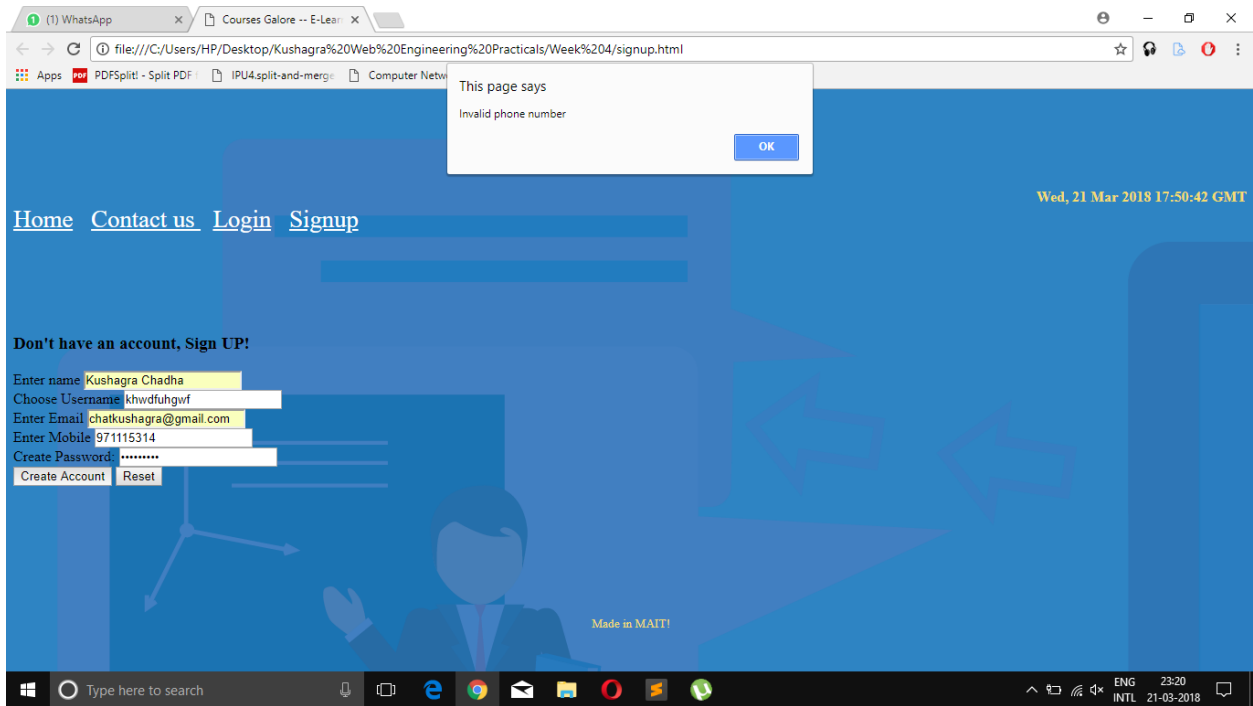 (1) WhatsApp
Courses Galore -- E-Lear
file:///C:/Users/HP/Desktop/Kushagra%20Web%20Engineering%20Practicals/Week%204/signup.html
Apps PDF PDFSplit! - Split PDF IPU4.split-and-merge Computer Netw
This page says
Invalid phone number
OK
Wed, 21 Mar 2018 17:50:42 GMT
Home Contact us Login Signup
Don't have an account, Sign UP!
Enter name Kushagra Chadha
Choose Username khwdfuhgwf
Enter Email chatkushagra@gmail.com
Enter Mobile 971115314
Create Password: •••••••••
Create Account Reset
Made in MAIT!
Type here to search
ENG 23:20
INTL 21-03-2018